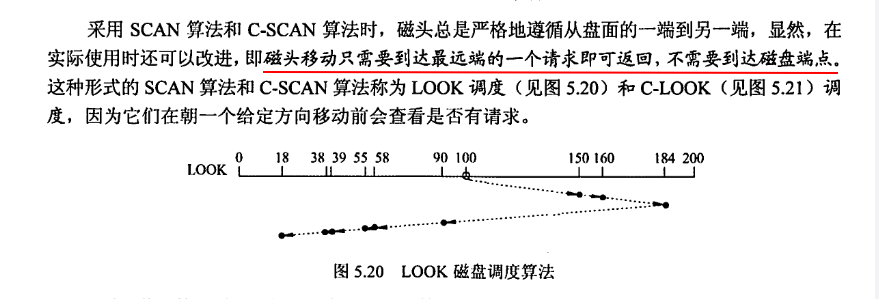 采用 SCAN 算法和 C-SCAN 算法时，磁头总是严格地遵循从盘面的一端到另一端，显然，在
实际使用时还可以改进，即磁头移动只需要到达最远端的一个请求即可返回，不需要到达磁盘端点。
这种形式的 SCAN 算法和 C-SCAN 算法称为 LOOK 调度（见图 5.20）和 C-LOOK（见图 5.21）调
度，因为它们在朝一个给定方向移动前会查看是否有请求。
LOOK 0 18 38 39 55 58 90 100 150 160 184 200
图 5.20 LOOK 磁盘调度算法